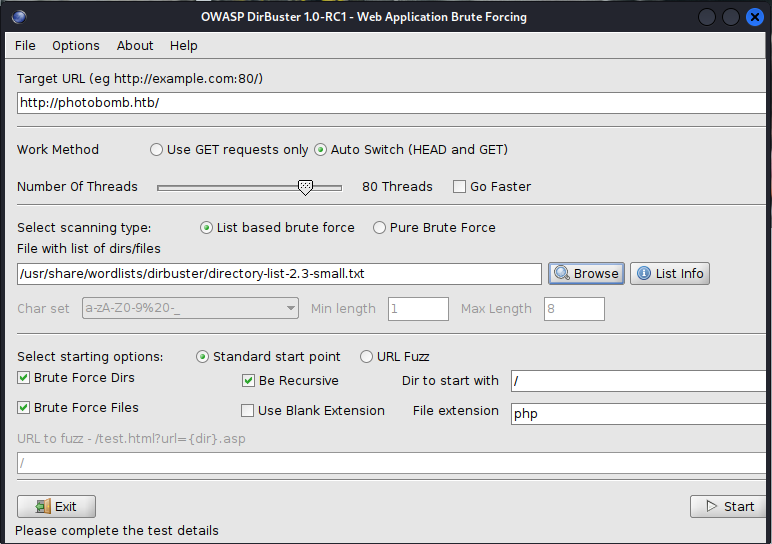 OWASP DirBuster 1.0-RC1 - Web Application Brute Forcing
File Options About Help
Target URL (eg http://example.com:80/)
http://photobomb.htb/
Work Method Use GET requests only Auto Switch (HEAD and GET)
Number Of Threads 80 Threads Go Faster
Select scanning type: List based brute force Pure Brute Force
File with list of dirs/files
/usr/share/wordlists/dirbuster/directory-list-2.3-small.txt Browse List Info
Char set a-zA-Z0-9%20-_ Min length 1 Max Length 8
Select starting options: Standard start point URL Fuzz
Brute Force Dirs Be Recursive Dir to start with /
Brute Force Files Use Blank Extension File extension php
URL to fuzz - /test.html?url={dir}.asp
/
Exit Start
Please complete the test details